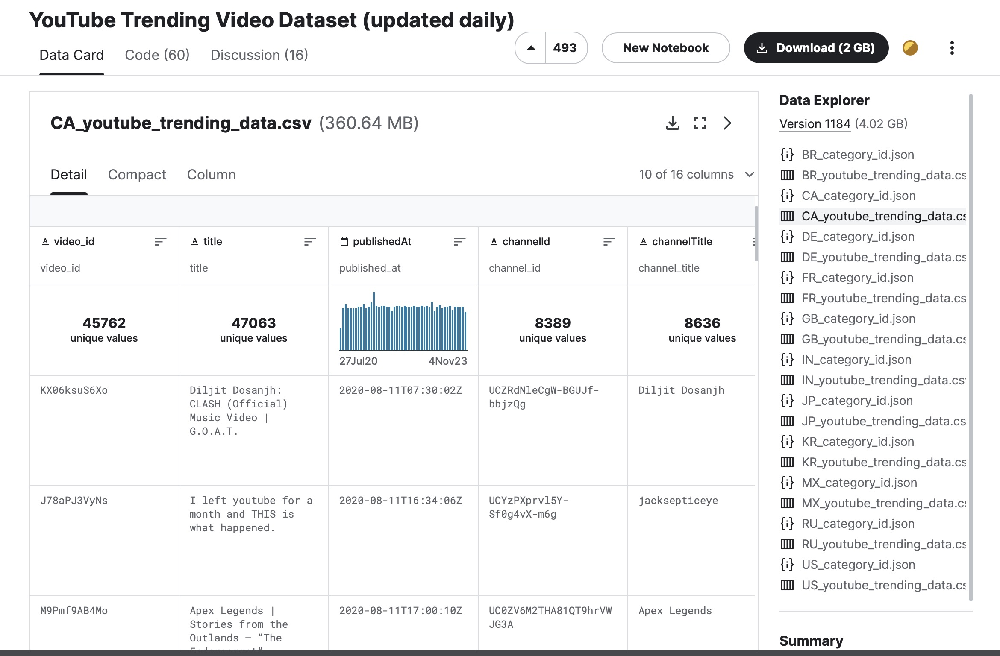 YouTube Trending Video Dataset (updated daily)
Data Card
Code (60)
Discussion (16)
493
New Notebook
Download (2 GB)
CA_youtube_trending_data.csv (360.64 MB)
Detail
Compact
Column
10 of 16 columns
A video_id
A title
publishedAt
A channelId
A channelTitle
video_id
title
published_at
channel_id
channel_title
45762
unique values
47063
unique values
27Jul20
4Nov23
8389
unique values
8636
unique values
KX06ksuS6Xo
Diljit Dosanjh:
CLASH (Official)
Music Video |
G.O.A.T.
2020-08-11T07:30:02Z
UCZRdNleCgW-BGUJf-
bbjzQg
Diljit Dosanjh
J78aPJ3VyNs
I left youtube for a
month and THIS is
what happened.
2020-08-11T16:34:06Z
UCYzPXprvl5Y-
Sf0g4vX-m6g
jacksepticeye
M9Pmf9AB4Mo
Apex Legends |
Stories from the
Outlands – “The
2020-08-11T17:00:10Z
UC0ZV6M2THA81QT9hrVW
JG3A
Apex Legends
Data Explorer
Version 1184 (4.02 GB)
BR_category_id.json
BR_youtube_trending_data.cs
CA_category_id.json
CA_youtube_trending_data.cs
DE_category_id.json
DE_youtube_trending_data.cs
FR_category_id.json
FR_youtube_trending_data.cs
GB_category_id.json
GB_youtube_trending_data.cs
IN_category_id.json
IN_youtube_trending_data.cs
JP_category_id.json
JP_youtube_trending_data.cs
KR_category_id.json
KR_youtube_trending_data.cs
MX_category_id.json
MX_youtube_trending_data.cs
RU_category_id.json
RU_youtube_trending_data.cs
US_category_id.json
US_youtube_trending_data.cs
Summary